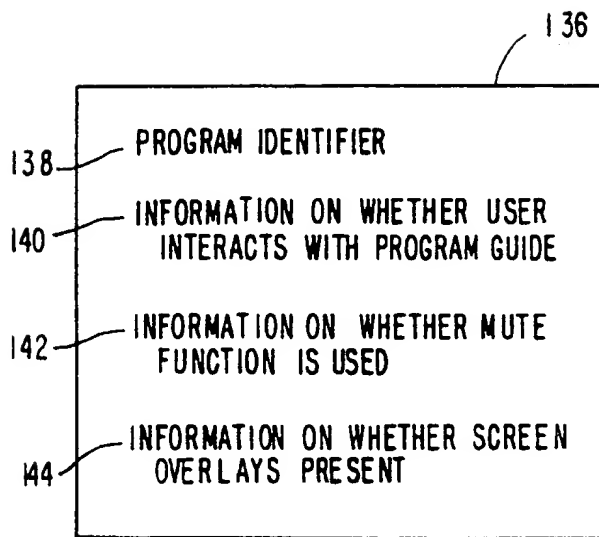 136
138 PROGRAM IDENTIFIER
140 INFORMATION ON WHETHER USER
INTERACTS WITH PROGRAM GUIDE
142 INFORMATION ON WHETHER MUTE
FUNCTION IS USED
144 INFORMATION ON WHETHER SCREEN
OVERLAYS PRESENT